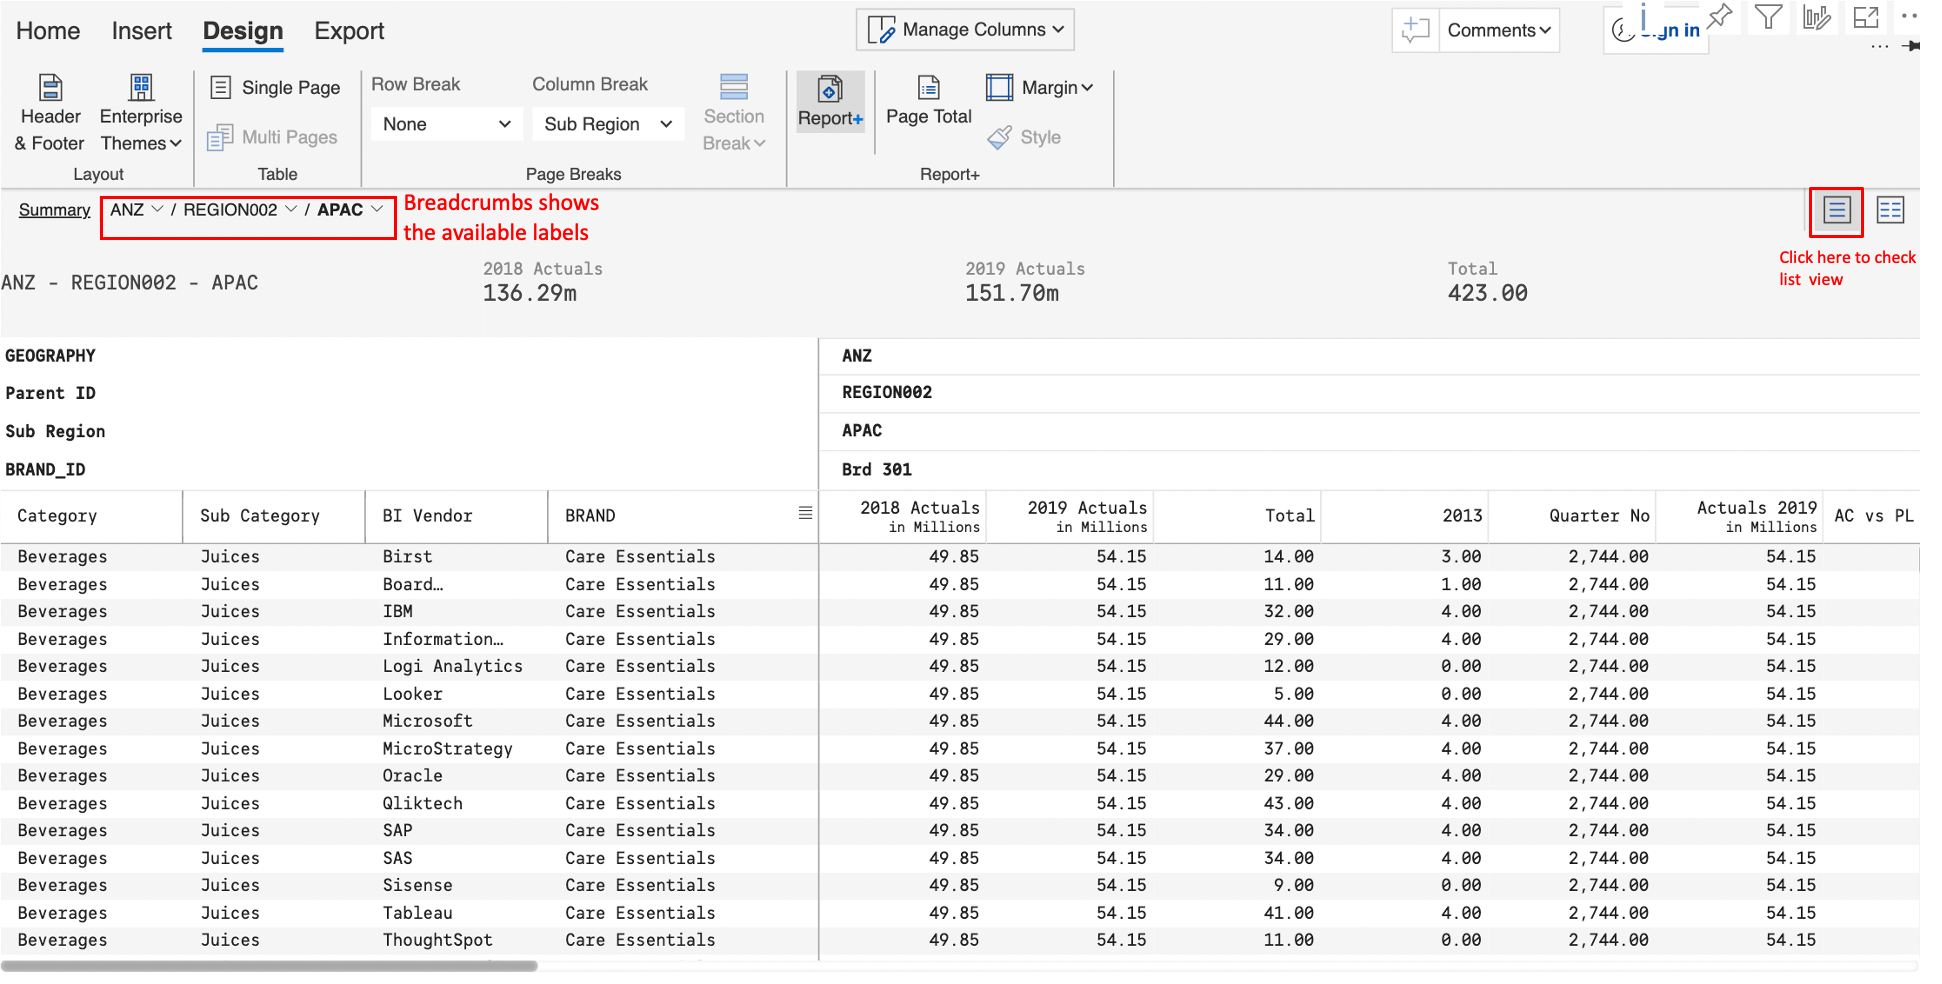 Home Insert Design Export Manage Columns Comments
Header & Footer
Enterprise Themes
Single Page
Multi Pages
Row Break
None
Column Break
Sub Region
Section Break
Report+
Page Total
Margin
Style
Layout Table Page Breaks Report+
Summary ANZ / REGION002 / APAC
Breadcrumbs shows
the available labels
Click here to check
list view
ANZ - REGION002 - APAC
2018 Actuals 2019 Actuals Total
136.29m 151.70m 423.00
GEOGRAPHY ANZ
Parent ID REGION002
Sub Region APAC
BRAND_ID Brd 301
Category Sub Category BI Vendor BRAND 2018 Actuals in Millions 2019 Actuals in Millions Total 2013 Quarter No Actuals 2019 in Millions AC vs PL
Beverages Juices Birst Care Essentials 49.85 54.15 14.00 3.00 2,744.00 54.15
Beverages Juices Board… Care Essentials 49.85 54.15 11.00 1.00 2,744.00 54.15
Beverages Juices IBM Care Essentials 49.85 54.15 32.00 4.00 2,744.00 54.15
Beverages Juices Information… Care Essentials 49.85 54.15 29.00 4.00 2,744.00 54.15
Beverages Juices Logi Analytics Care Essentials 49.85 54.15 12.00 0.00 2,744.00 54.15
Beverages Juices Looker Care Essentials 49.85 54.15 5.00 0.00 2,744.00 54.15
Beverages Juices Microsoft Care Essentials 49.85 54.15 44.00 4.00 2,744.00 54.15
Beverages Juices MicroStrategy Care Essentials 49.85 54.15 37.00 4.00 2,744.00 54.15
Beverages Juices Oracle Care Essentials 49.85 54.15 29.00 4.00 2,744.00 54.15
Beverages Juices Qliktech Care Essentials 49.85 54.15 43.00 4.00 2,744.00 54.15
Beverages Juices SAP Care Essentials 49.85 54.15 34.00 4.00 2,744.00 54.15
Beverages Juices SAS Care Essentials 49.85 54.15 34.00 4.00 2,744.00 54.15
Beverages Juices Sisense Care Essentials 49.85 54.15 9.00 0.00 2,744.00 54.15
Beverages Juices Tableau Care Essentials 49.85 54.15 41.00 4.00 2,744.00 54.15
Beverages Juices ThoughtSpot Care Essentials 49.85 54.15 11.00 0.00 2,744.00 54.15